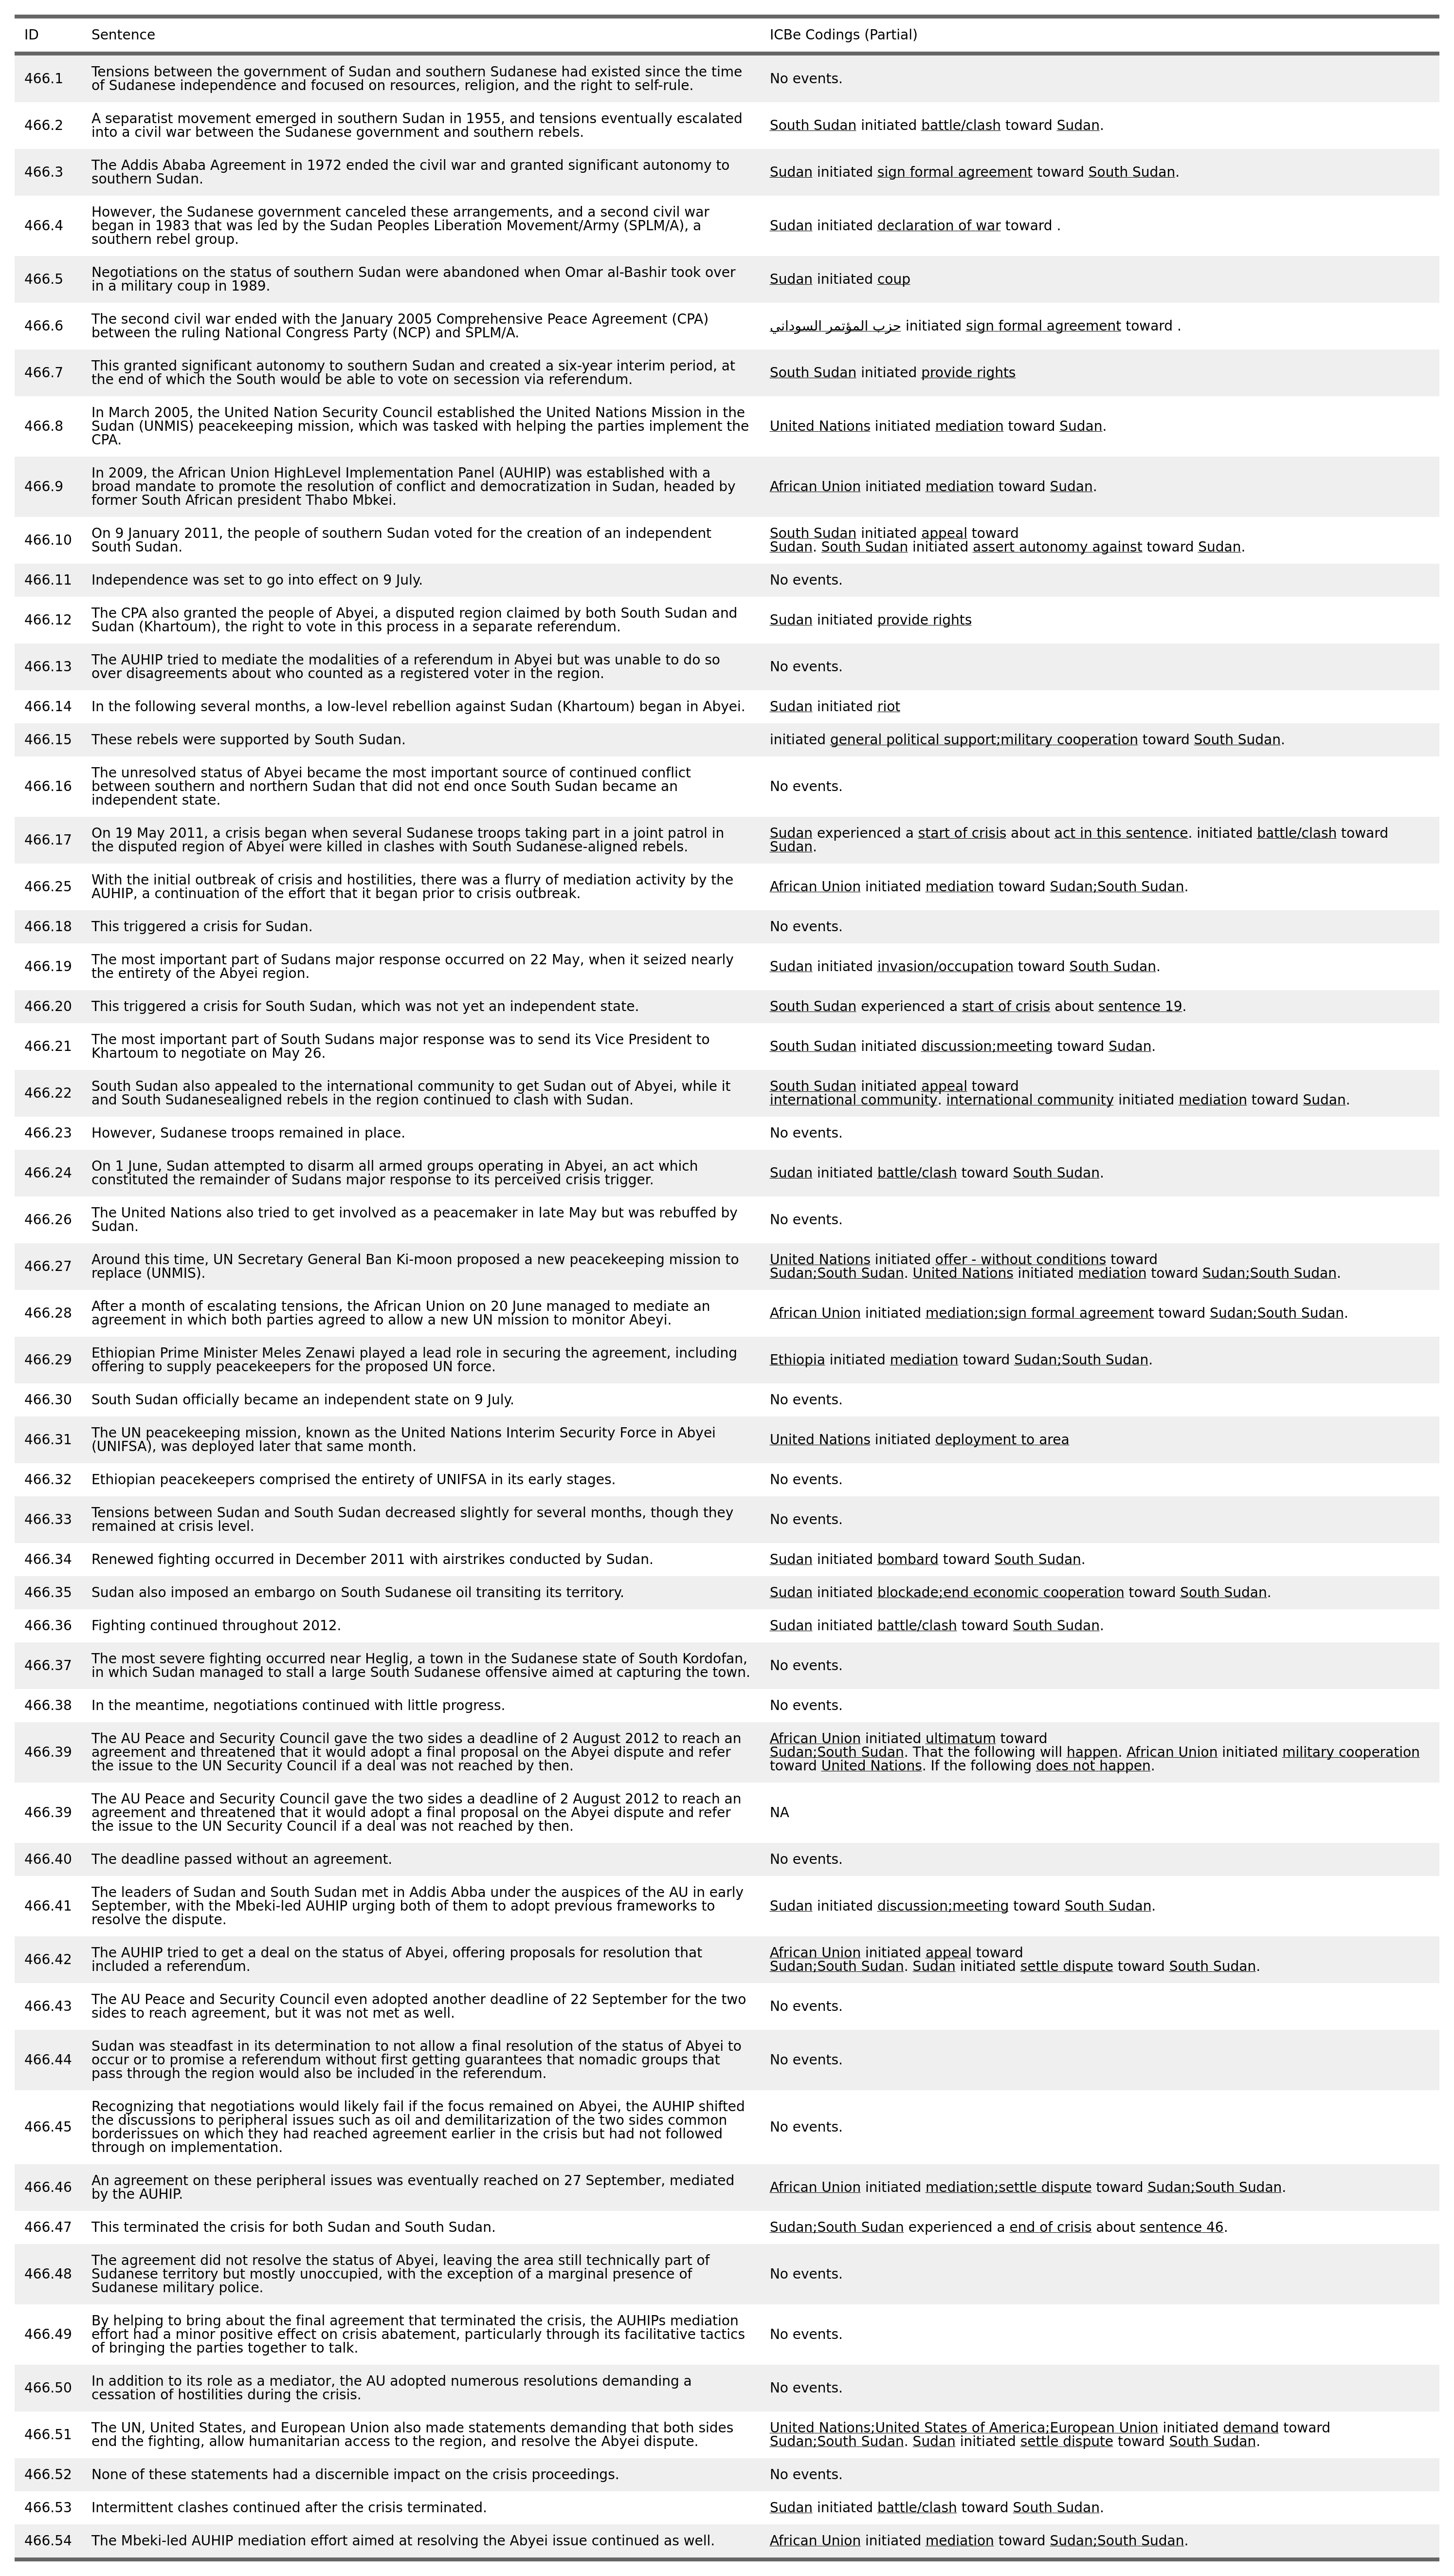 ID Sentence ICBe Codings (Partial)
466.1 Tensions between the government of Sudan and southern Sudanese had existed since the time
of Sudanese independence and focused on resources, religion, and the right to self-rule.
No events.
466.2 A separatist movement emerged in southern Sudan in 1955, and tensions eventually escalated
into a civil war between the Sudanese government and southern rebels.
South Sudan initiated battle/clash toward Sudan.
466.3 The Addis Ababa Agreement in 1972 ended the civil war and granted significant autonomy to
southern Sudan.
Sudan initiated sign formal agreement toward South Sudan.
466.4 However, the Sudanese government canceled these arrangements, and a second civil war
began in 1983 that was led by the Sudan Peoples Liberation Movement/Army (SPLM/A), a
southern rebel group.
Sudan initiated declaration of war toward .
466.5 Negotiations on the status of southern Sudan were abandoned when Omar al-Bashir took over
in a military coup in 1989.
Sudan initiated coup
466.6 The second civil war ended with the January 2005 Comprehensive Peace Agreement (CPA)
between the ruling National Congress Party (NCP) and SPLM/A.
حزب المؤتمر السوداني initiated sign formal agreement toward .
466.7 This granted significant autonomy to southern Sudan and created a six-year interim period, at
the end of which the South would be able to vote on secession via referendum.
South Sudan initiated provide rights
466.8 In March 2005, the United Nation Security Council established the United Nations Mission in the
Sudan (UNMIS) peacekeeping mission, which was tasked with helping the parties implement the
CPA.
United Nations initiated mediation toward Sudan.
466.9 In 2009, the African Union HighLevel Implementation Panel (AUHIP) was established with a
broad mandate to promote the resolution of conflict and democratization in Sudan, headed by
former South African president Thabo Mbkei.
African Union initiated mediation toward Sudan.
466.10 On 9 January 2011, the people of southern Sudan voted for the creation of an independent
South Sudan.
South Sudan initiated appeal toward
Sudan. South Sudan initiated assert autonomy against toward Sudan.
466.11 Independence was set to go into effect on 9 July.
No events.
466.12 The CPA also granted the people of Abyei, a disputed region claimed by both South Sudan and
Sudan (Khartoum), the right to vote in this process in a separate referendum.
Sudan initiated provide rights
466.13 The AUHIP tried to mediate the modalities of a referendum in Abyei but was unable to do so
over disagreements about who counted as a registered voter in the region.
No events.
466.14 In the following several months, a low-level rebellion against Sudan (Khartoum) began in Abyei.
Sudan initiated riot
466.15 These rebels were supported by South Sudan.
initiated general political support;military cooperation toward South Sudan.
466.16 The unresolved status of Abyei became the most important source of continued conflict
between southern and northern Sudan that did not end once South Sudan became an
independent state.
No events.
466.17 On 19 May 2011, a crisis began when several Sudanese troops taking part in a joint patrol in
the disputed region of Abyei were killed in clashes with South Sudanese-aligned rebels.
Sudan experienced a start of crisis about act in this sentence. initiated battle/clash toward
Sudan.
466.25 With the initial outbreak of crisis and hostilities, there was a flurry of mediation activity by the
AUHIP, a continuation of the effort that it began prior to crisis outbreak.
African Union initiated mediation toward Sudan;South Sudan.
466.18 This triggered a crisis for Sudan.
No events.
466.19 The most important part of Sudans major response occurred on 22 May, when it seized nearly
the entirety of the Abyei region.
Sudan initiated invasion/occupation toward South Sudan.
466.20 This triggered a crisis for South Sudan, which was not yet an independent state.
South Sudan experienced a start of crisis about sentence 19.
466.21 The most important part of South Sudans major response was to send its Vice President to
Khartoum to negotiate on May 26.
South Sudan initiated discussion;meeting toward Sudan.
466.22 South Sudan also appealed to the international community to get Sudan out of Abyei, while it
and South Sudanesealigned rebels in the region continued to clash with Sudan.
South Sudan initiated appeal toward
international community. international community initiated mediation toward Sudan.
466.23 However, Sudanese troops remained in place.
No events.
466.24 On 1 June, Sudan attempted to disarm all armed groups operating in Abyei, an act which
constituted the remainder of Sudans major response to its perceived crisis trigger.
Sudan initiated battle/clash toward South Sudan.
466.26 The United Nations also tried to get involved as a peacemaker in late May but was rebuffed by
Sudan.
No events.
466.27 Around this time, UN Secretary General Ban Ki-moon proposed a new peacekeeping mission to
replace (UNMIS).
United Nations initiated offer - without conditions toward
Sudan;South Sudan. United Nations initiated mediation toward Sudan;South Sudan.
466.28 After a month of escalating tensions, the African Union on 20 June managed to mediate an
agreement in which both parties agreed to allow a new UN mission to monitor Abeyi.
African Union initiated mediation;sign formal agreement toward Sudan;South Sudan.
466.29 Ethiopian Prime Minister Meles Zenawi played a lead role in securing the agreement, including
offering to supply peacekeepers for the proposed UN force.
Ethiopia initiated mediation toward Sudan;South Sudan.
466.30 South Sudan officially became an independent state on 9 July.
No events.
466.31 The UN peacekeeping mission, known as the United Nations Interim Security Force in Abyei
(UNIFSA), was deployed later that same month.
United Nations initiated deployment to area
466.32 Ethiopian peacekeepers comprised the entirety of UNIFSA in its early stages.
No events.
466.33 Tensions between Sudan and South Sudan decreased slightly for several months, though they
remained at crisis level.
No events.
466.34 Renewed fighting occurred in December 2011 with airstrikes conducted by Sudan.
Sudan initiated bombard toward South Sudan.
466.35 Sudan also imposed an embargo on South Sudanese oil transiting its territory.
Sudan initiated blockade;end economic cooperation toward South Sudan.
466.36 Fighting continued throughout 2012.
Sudan initiated battle/clash toward South Sudan.
466.37 The most severe fighting occurred near Heglig, a town in the Sudanese state of South Kordofan,
in which Sudan managed to stall a large South Sudanese offensive aimed at capturing the town.
No events.
466.38 In the meantime, negotiations continued with little progress.
No events.
466.39 The AU Peace and Security Council gave the two sides a deadline of 2 August 2012 to reach an
agreement and threatened that it would adopt a final proposal on the Abyei dispute and refer
the issue to the UN Security Council if a deal was not reached by then.
African Union initiated ultimatum toward
Sudan;South Sudan. That the following will happen. African Union initiated military cooperation
toward United Nations. If the following does not happen.
466.39 The AU Peace and Security Council gave the two sides a deadline of 2 August 2012 to reach an
agreement and threatened that it would adopt a final proposal on the Abyei dispute and refer
the issue to the UN Security Council if a deal was not reached by then.
NA
466.40 The deadline passed without an agreement.
No events.
466.41 The leaders of Sudan and South Sudan met in Addis Abba under the auspices of the AU in early
September, with the Mbeki-led AUHIP urging both of them to adopt previous frameworks to
resolve the dispute.
Sudan initiated discussion;meeting toward South Sudan.
466.42 The AUHIP tried to get a deal on the status of Abyei, offering proposals for resolution that
included a referendum.
African Union initiated appeal toward
Sudan;South Sudan. Sudan initiated settle dispute toward South Sudan.
466.43 The AU Peace and Security Council even adopted another deadline of 22 September for the two
sides to reach agreement, but it was not met as well.
No events.
466.44 Sudan was steadfast in its determination to not allow a final resolution of the status of Abyei to
occur or to promise a referendum without first getting guarantees that nomadic groups that
pass through the region would also be included in the referendum.
No events.
466.45 Recognizing that negotiations would likely fail if the focus remained on Abyei, the AUHIP shifted
the discussions to peripheral issues such as oil and demilitarization of the two sides common
borderissues on which they had reached agreement earlier in the crisis but had not followed
through on implementation.
No events.
466.46 An agreement on these peripheral issues was eventually reached on 27 September, mediated
by the AUHIP.
African Union initiated mediation;settle dispute toward Sudan;South Sudan.
466.47 This terminated the crisis for both Sudan and South Sudan.
Sudan;South Sudan experienced a end of crisis about sentence 46.
466.48 The agreement did not resolve the status of Abyei, leaving the area still technically part of
Sudanese territory but mostly unoccupied, with the exception of a marginal presence of
Sudanese military police.
No events.
466.49 By helping to bring about the final agreement that terminated the crisis, the AUHIPs mediation
effort had a minor positive effect on crisis abatement, particularly through its facilitative tactics
of bringing the parties together to talk.
No events.
466.50 In addition to its role as a mediator, the AU adopted numerous resolutions demanding a
cessation of hostilities during the crisis.
No events.
466.51 The UN, United States, and European Union also made statements demanding that both sides
end the fighting, allow humanitarian access to the region, and resolve the Abyei dispute.
United Nations;United States of America;European Union initiated demand toward
Sudan;South Sudan. Sudan initiated settle dispute toward South Sudan.
466.52 None of these statements had a discernible impact on the crisis proceedings.
No events.
466.53 Intermittent clashes continued after the crisis terminated.
Sudan initiated battle/clash toward South Sudan.
466.54 The Mbeki-led AUHIP mediation effort aimed at resolving the Abyei issue continued as well.
African Union initiated mediation toward Sudan;South Sudan.